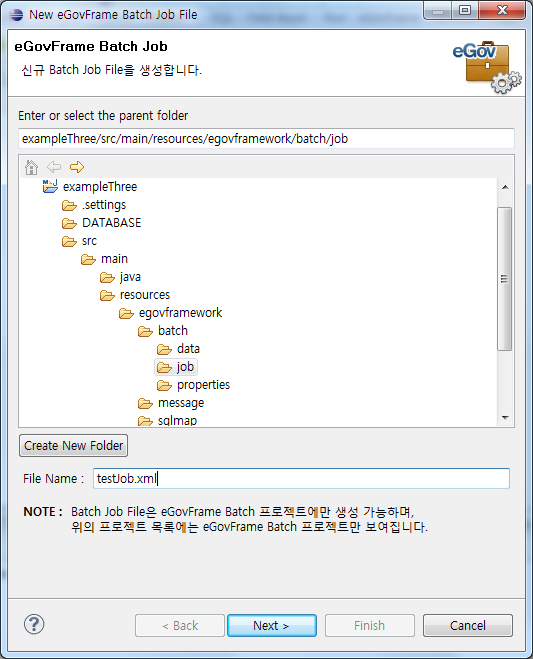 New eGovFrame Batch Job File
eGovFrame Batch Job
신규 Batch Job File을 생성합니다.
eGov
Enter or select the parent folder
exampleThree/src/main/resources/egovframework/batch/job
exampleThree
.settings
DATABASE
src
main
java
resources
egovframework
batch
data
job
properties
message
sqlmap
Create New Folder
File Name : testJob.xml
NOTE : Batch Job File은 eGovFrame Batch 프로젝트에만 생성 가능하며,
위의 프로젝트 목록에는 eGovFrame Batch 프로젝트만 보여집니다.
< Back Next > Finish Cancel